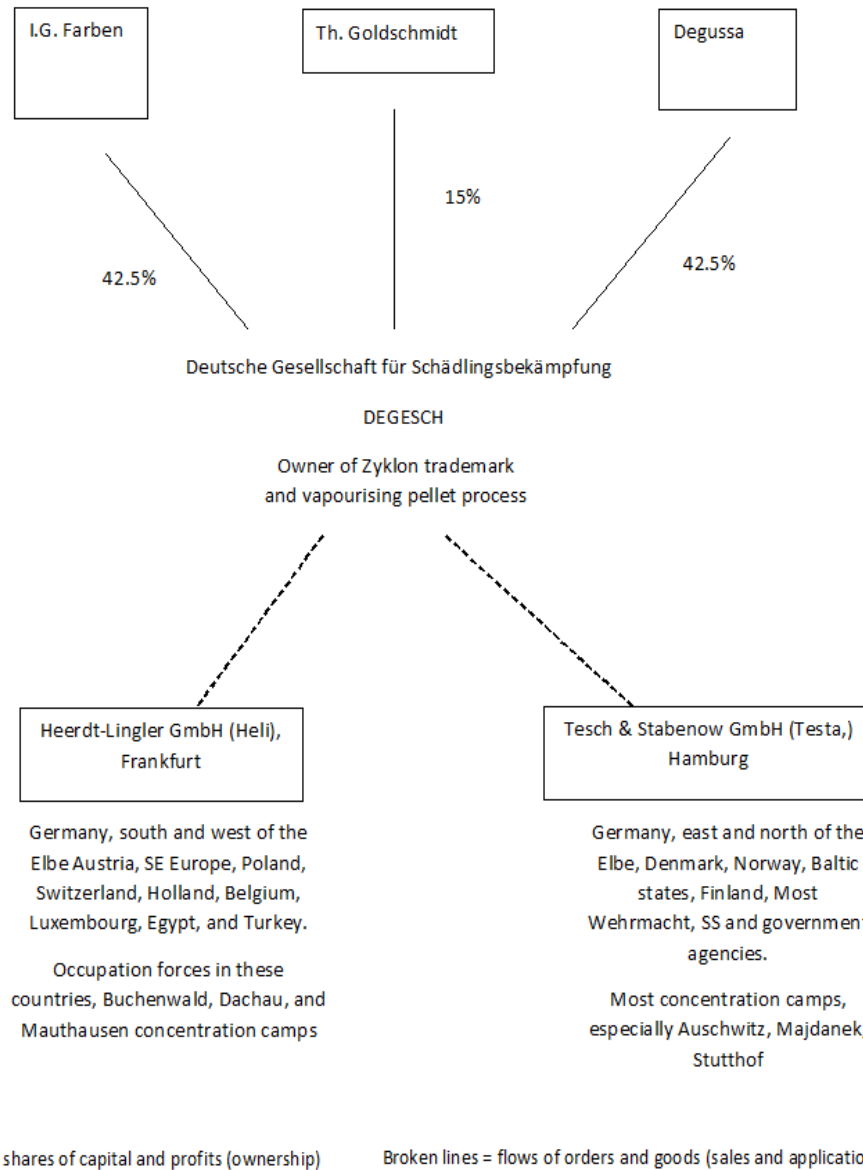 I.G. Farben
Th. Goldschmidt
Degussa
15%
42.5%
42.5%
Deutsche Gesellschaft für Schädlingsbekämpfung
DEGESCH
Owner of Zyklon trademark
and vapourising pellet process
Heerdt-Lingler GmbH (Heli),
Frankfurt
Germany, south and west of the
Elbe Austria, SE Europe, Poland,
Switzerland, Holland, Belgium,
Luxembourg, Egypt, and Turkey.
Occupation forces in these
countries, Buchenwald, Dachau, and
Mauthausen concentration camps
Tesch & Stabenow GmbH (Testa,)
Hamburg
Germany, east and north of the
Elbe, Denmark, Norway, Baltic
states, Finland, Most
Wehrmacht, SS and government
agencies.
Most concentration camps,
especially Auschwitz, Majdanek,
Stutthof
shares of capital and profits (ownership)
Broken lines = flows of orders and goods (sales and applicatio